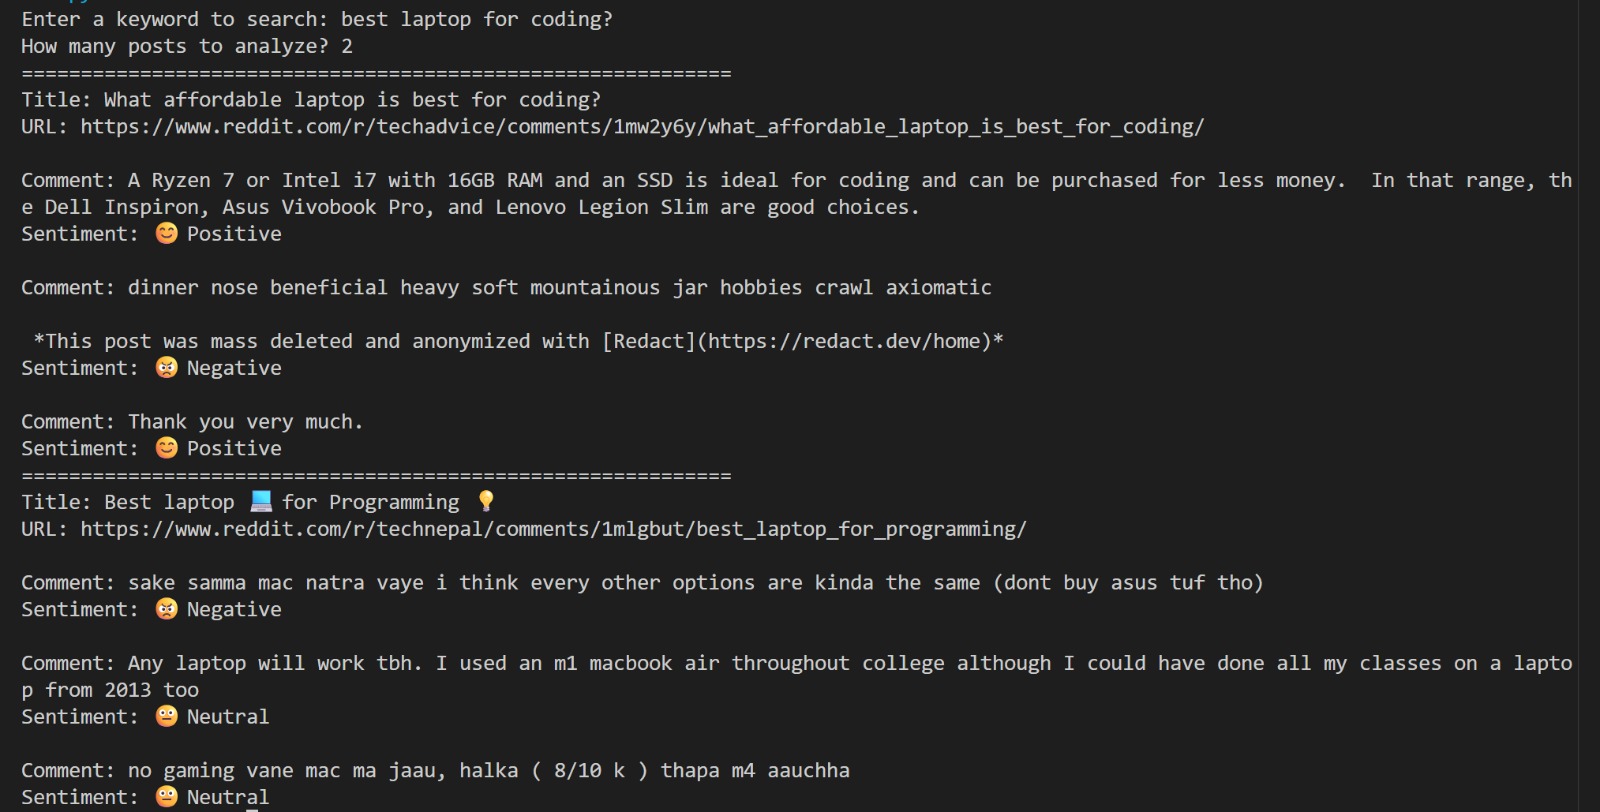 Enter a keyword to search: best laptop for coding?
How many posts to analyze? 2
============================================================
Title: What affordable laptop is best for coding?
URL: https://www.reddit.com/r/techadvice/comments/1mw2y6y/what_affordable_laptop_is_best_for_coding/
Comment: A Ryzen 7 or Intel i7 with 16GB RAM and an SSD is ideal for coding and can be purchased for less money.  In that range, th
e Dell Inspiron, Asus Vivobook Pro, and Lenovo Legion Slim are good choices.
Sentiment: 😊 Positive
Comment: dinner nose beneficial heavy soft mountainous jar hobbies crawl axiomatic
*This post was mass deleted and anonymized with [Redact](https://redact.dev/home)*
Sentiment: 😡 Negative
Comment: Thank you very much.
Sentiment: 😊 Positive
============================================================
Title: Best laptop 💻 for Programming 💡
URL: https://www.reddit.com/r/technepal/comments/1mlgbut/best_laptop_for_programming/
Comment: sake samma mac natra vaye i think every other options are kinda the same (dont buy asus tuf tho)
Sentiment: 😡 Negative
Comment: Any laptop will work tbh. I used an m1 macbook air throughout college although I could have done all my classes on a lapto
p from 2013 too
Sentiment: 😐 Neutral
Comment: no gaming vane mac ma jaau, halka ( 8/10 k ) thapa m4 aauchha
Sentiment: 😐 Neutral